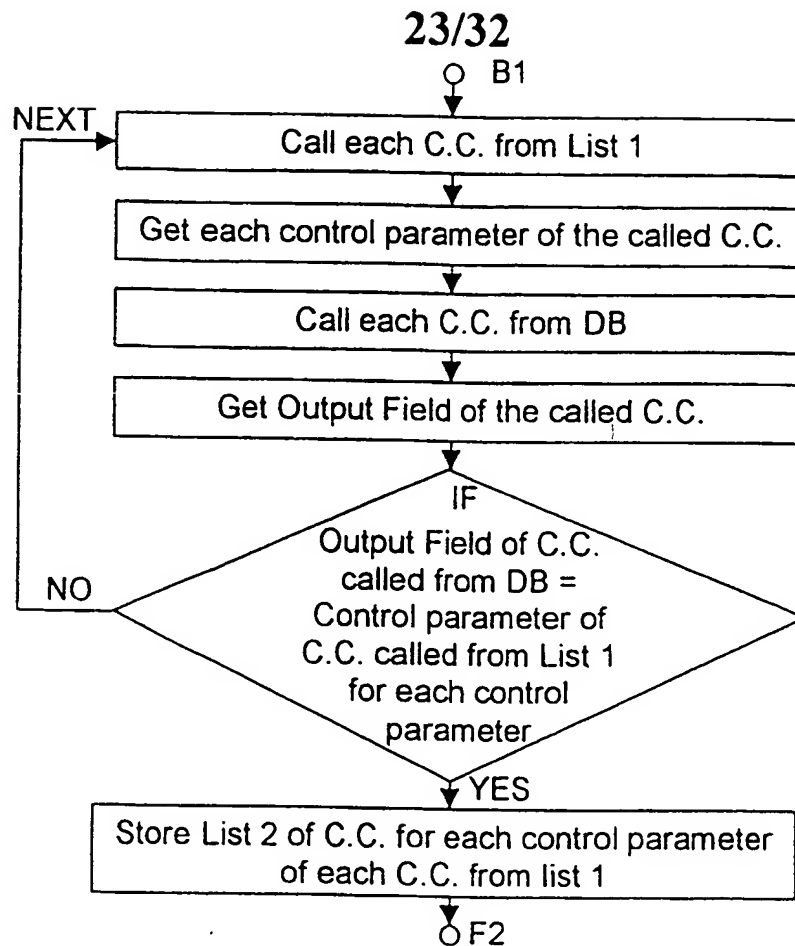 23/32
B1
NEXT
Call each C.C. from List 1
Get each control parameter of the called C.C.
Call each C.C. from DB
Get Output Field of the called C.C.
IF
Output Field of C.C.
called from DB =
Control parameter of
C.C. called from List 1
for each control
parameter
NO
YES
Store List 2 of C.C. for each control parameter
of each C.C. from list 1
F2